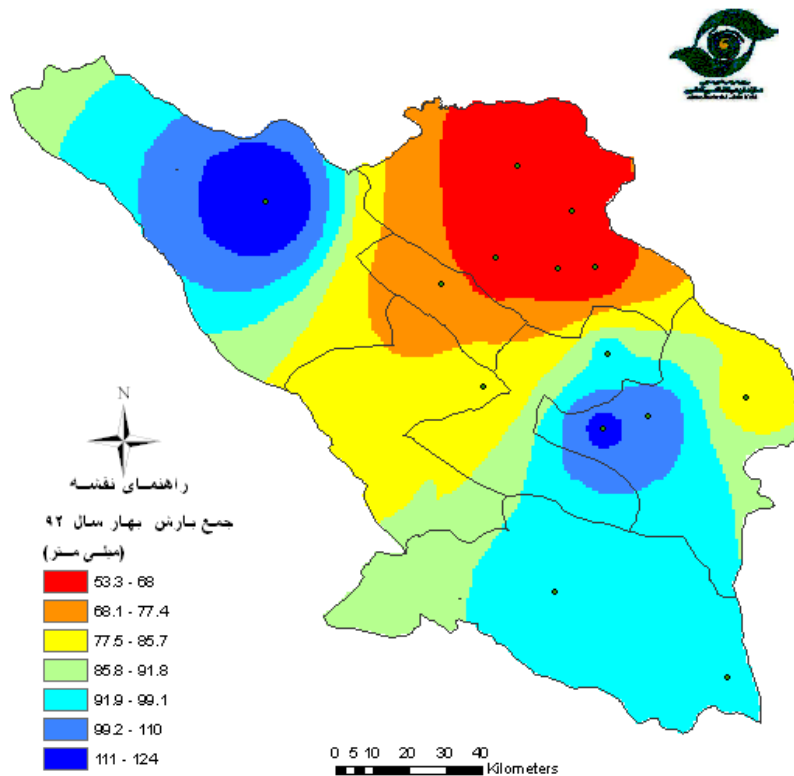 N
راهنمای نقشه
جمع بارش بهار سال ۹۲
(میلی متر)
53.3 - 68
68.1 - 77.4
77.5 - 85.7
85.8 - 91.8
91.9 - 99.1
99.2 - 110
111 - 124
0 5 10 20 30 40
Kilometers